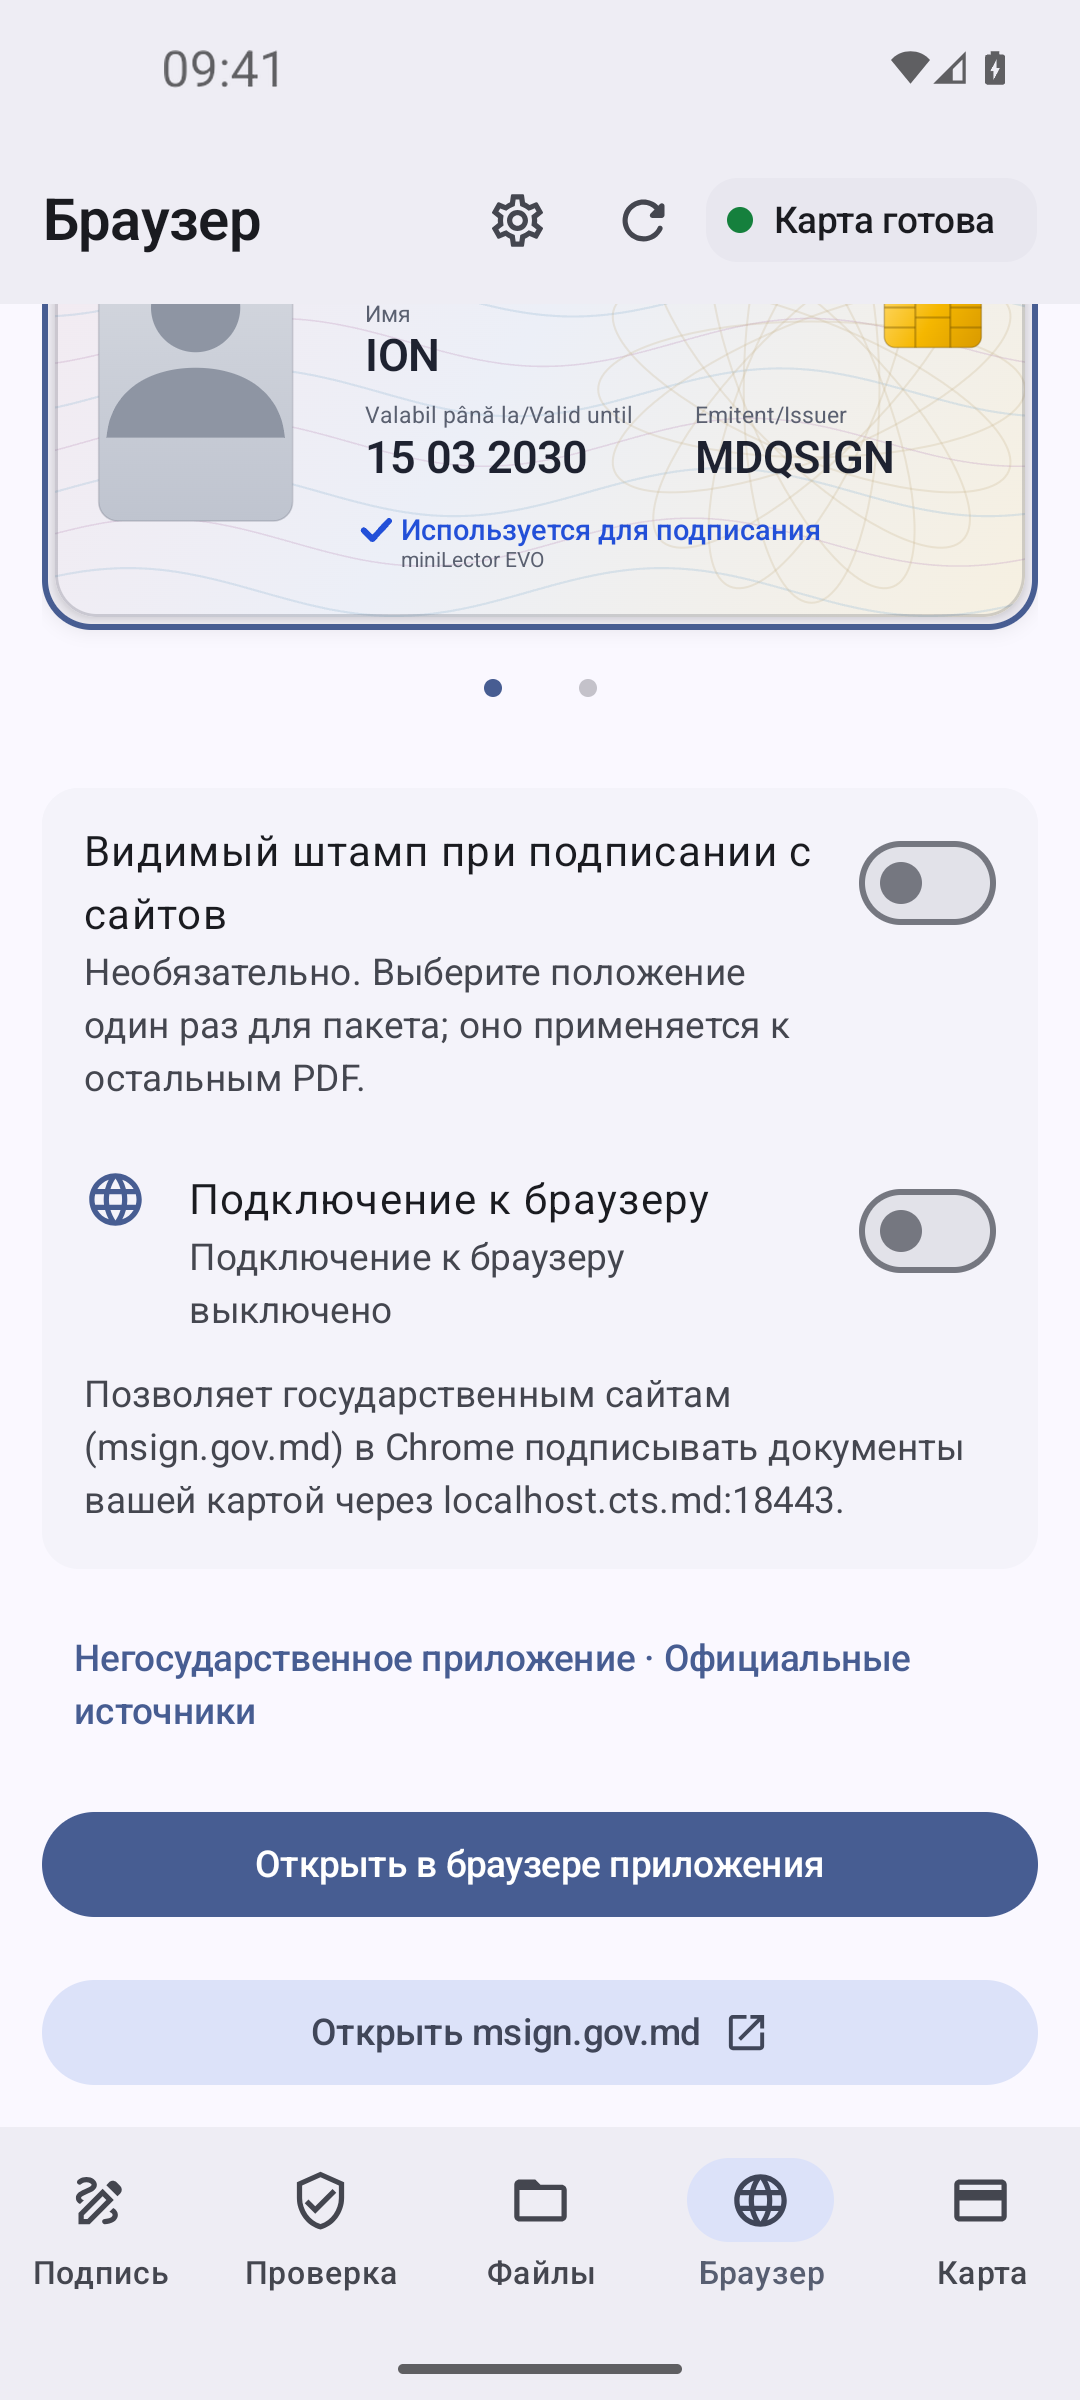 09:41
Браузер
Карта готова
Имя
ION
Valabil până la/Valid until
Emitent/Issuer
15 03 2030
MDQSIGN
Используется для подписания
miniLector EVO
Видимый штамп при подписании с
сайтов
Необязательно. Выберите положение
один раз для пакета; оно применяется к
остальным PDF.
Подключение к браузеру
Подключение к браузеру
выключено
Позволяет государственным сайтам
(msign.gov.md) в Chrome подписывать документы
вашей картой через localhost.cts.md:18443.
Негосударственное приложение · Официальные
источники
Открыть в браузере приложения
Открыть msign.gov.md
Подпись
Проверка
Файлы
Браузер
Карта